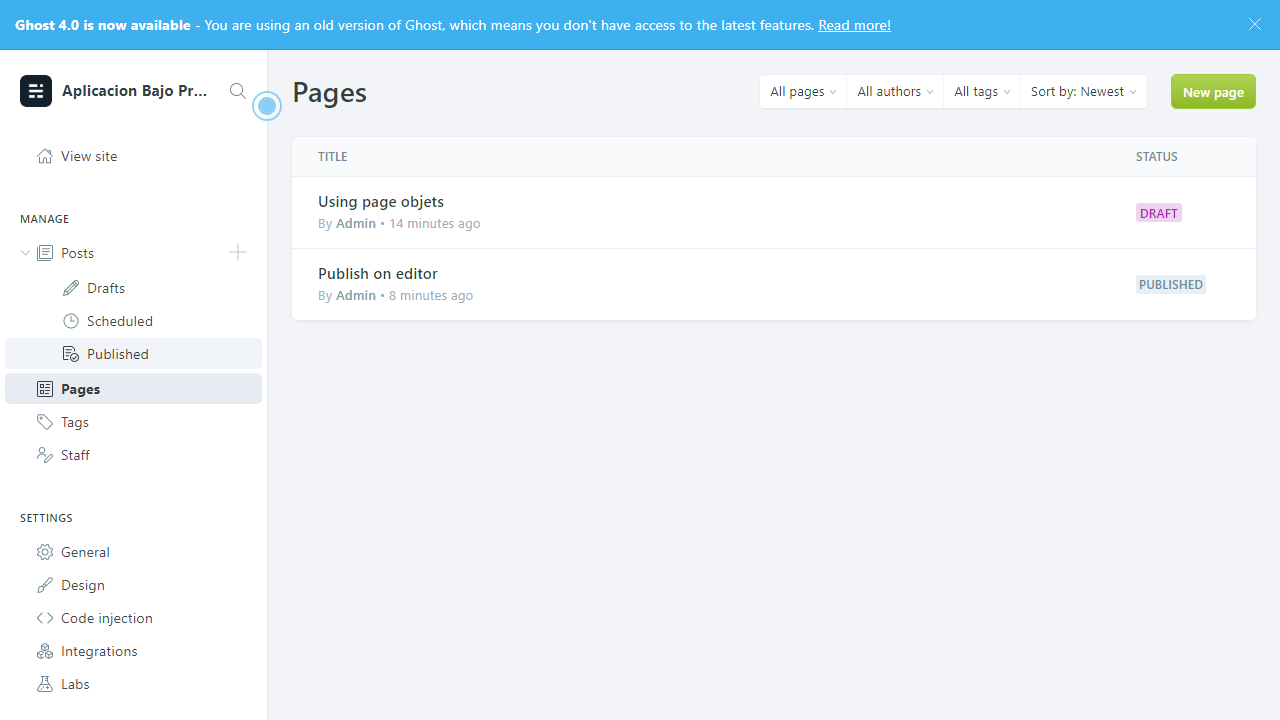 Ghost 4.0 is now available - You are using an old version of Ghost, which means you don't have access to the latest features. Read more!
Aplicacion Bajo Pr...
View site
MANAGE
Posts
Drafts
Scheduled
Published
Pages
Tags
Staff
SETTINGS
General
Design
Code injection
Integrations
Labs
Pages
All pages
All authors
All tags
Sort by: Newest
New page
TITLE STATUS
Using page objets
By Admin • 14 minutes ago
DRAFT
Publish on editor
By Admin • 8 minutes ago
PUBLISHED